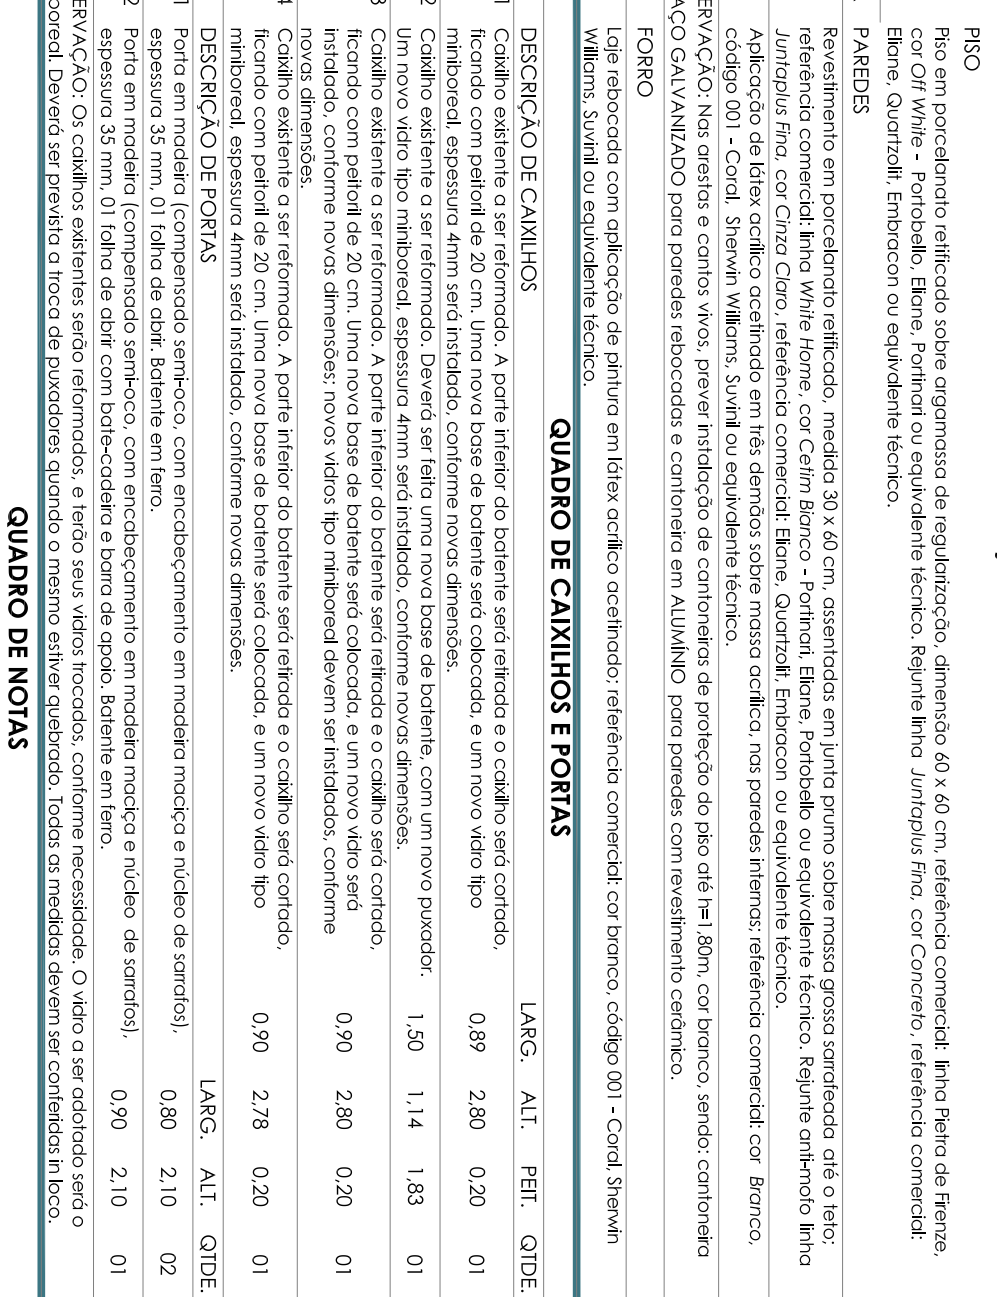 PISO
Piso em porcelanato retificado sobre argamassa de regularização, dimensão 60 x 60 cm, referência comercial: linha Pietra de Firenze,
cor Off White - Portobello, Eliane, Portinari ou equivalente técnico. Rejunte linha Juntaplus Fina, cor Concreto, referência comercial:
Eliane, Quartzolit, Embracon ou equivalente técnico.
PAREDES
Revestimento em porcelanato retificado, medida 30 x 60 cm, assentadas em junta prumo sobre massa grossa sarrafeada até o teto;
referência comercial: linha White Home, cor Cetim Bianco - Portinari, Eliane, Portobello ou equivalente técnico. Rejunte anti-mofo linha
Juntaplus Fina, cor Cinza Claro, referência comercial: Eliane, Quartzolit, Embracon ou equivalente técnico.
Aplicação de látex acrílico acetinado em três demãos sobre massa acrílica, nas paredes internas; referência comercial: cor Branco,
código 001 - Coral, Sherwin Williams, Suvinil ou equivalente técnico.
ERVAÇÃO: Nas arestas e cantos vivos, prever instalação de cantoneiras de proteção do piso até h=1,80m, cor branco, sendo: cantoneira
AÇO GALVANIZADO para paredes rebocadas e cantoneira em ALUMÍNIO para paredes com revestimento cerâmico.
FORRO
Laje rebocada com aplicação de pintura em látex acrílico acetinado; referência comercial: cor branco, código 001 - Coral, Sherwin
Williams, Suvinil ou equivalente técnico.
QUADRO DE CAIXILHOS E PORTAS
DESCRIÇÃO DE CAIXILHOS LARG. ALT. PEIT. QTDE.
1 Caixilho existente a ser reformado. A parte inferior do batente será retirada e o caixilho será cortado,
ficando com peitoril de 20 cm. Uma nova base de batente será colocada, e um novo vidro tipo 0,89 2,80 0,20 01
miniboreal, espessura 4mm será instalado, conforme novas dimensões.
2 Caixilho existente a ser reformado. Deverá ser feita uma nova base de batente, com um novo puxador.
Um novo vidro tipo miniboreal, espessura 4mm será instalado, conforme novas dimensões. 1,50 1,14 1,83 01
3 Caixilho existente a ser reformado. A parte inferior do batente será retirada e o caixilho será cortado,
ficando com peitoril de 20 cm. Uma nova base de batente será colocada, e um novo vidro será
instalado, conforme novas dimensões; novos vidros tipo miniboreal devem ser instalados, conforme 0,90 2,80 0,20 01
novas dimensões.
4 Caixilho existente a ser reformado. A parte inferior do batente será retirada e o caixilho será cortado,
ficando com peitoril de 20 cm. Uma nova base de batente será colocada, e um novo vidro tipo 0,90 2,78 0,20 01
miniboreal, espessura 4mm será instalado, conforme novas dimensões.
DESCRIÇÃO DE PORTAS LARG. ALT. QTDE.
1 Porta em madeira (compensado semi-oco, com encabeçamento em madeira maciça e núcleo de sarrafos),
espessura 35 mm, 01 folha de abrir. Batente em ferro. 0,80 2,10 02
2 Porta em madeira (compensado semi-oco, com encabeçamento em madeira maciça e núcleo de sarrafos),
espessura 35 mm, 01 folha de abrir com bate-cadeira e barra de apoio. Batente em ferro. 0,90 2,10 01
ERVAÇÃO: Os caixilhos existentes serão reformados, e terão seus vidros trocados, conforme necessidade. O vidro a ser adotado será o
boreal. Deverá ser prevista a troca de puxadores quando o mesmo estiver quebrado. Todas as medidas devem ser conferidas in loco.
QUADRO DE NOTAS